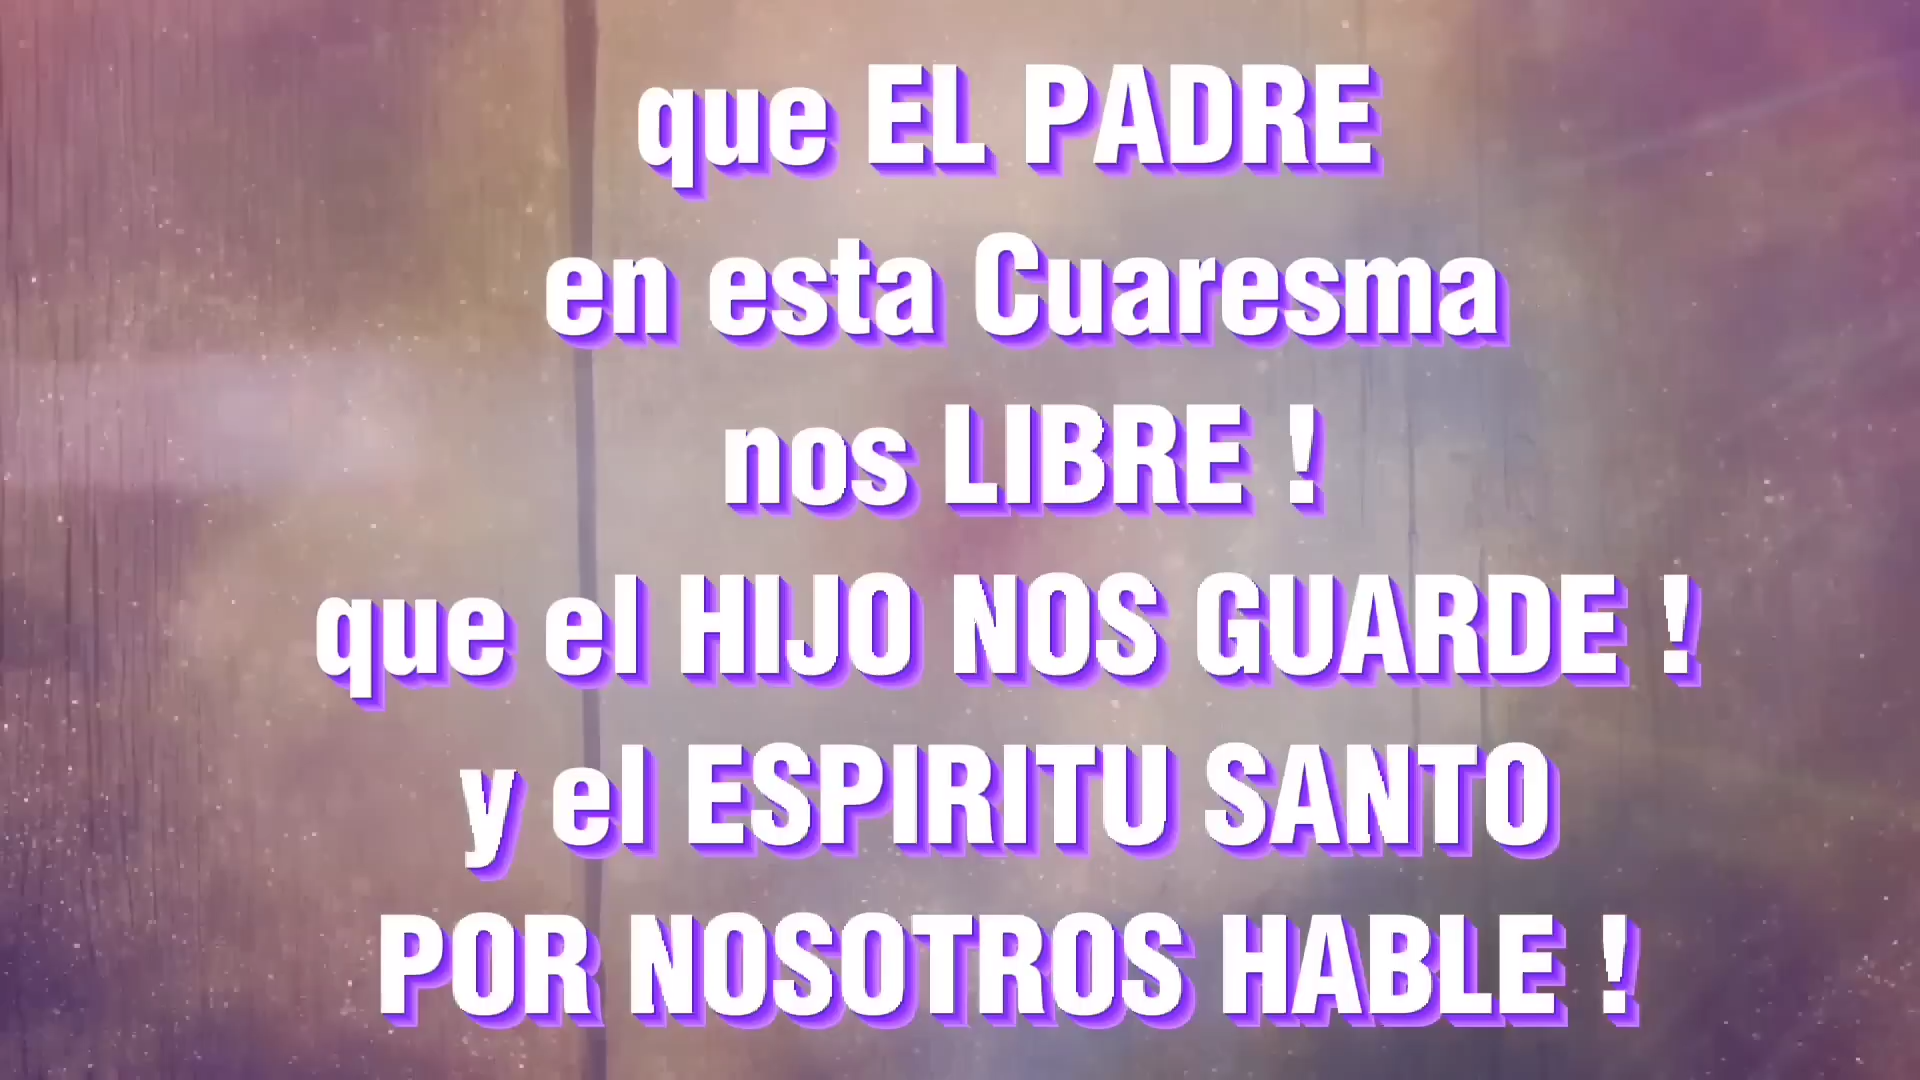 que EL PADRE
en esta Cuaresma
nos LIBRE !
que el HIJO NOS GUARDE !
y el ESPIRITU SANTO
POR NOSOTROS HABLE !